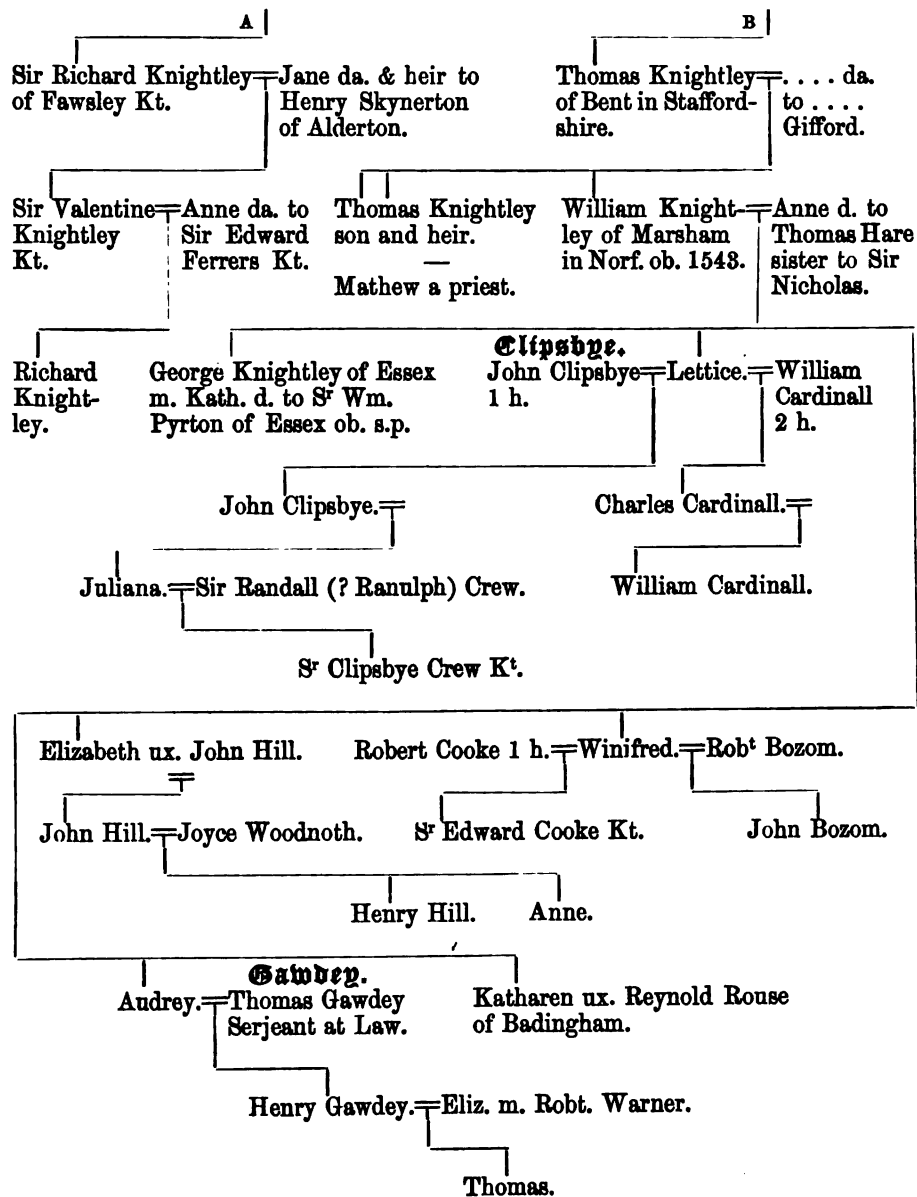 A B
Sir Richard Knightley Jane da. & heir to Thomas Knightley . . . . da.
of Fawsley Kt. Henry Skynerton of Bent in Stafford- to . . . .
of Alderton. shire. Gifford.
Sir Valentine Anne da. to Thomas Knightley William Knight- Anne d. to
Knightley Sir Edward son and heir. ley of Marsham Thomas Hare
Kt. Ferrers Kt. — in Norf. ob. 1543. sister to Sir
Mathew a priest. Nicholas.
Clipsbye.
Richard George Knightley of Essex John Clipsbye Lettice. William
Knight- m. Kath. d. to Sr Wm. 1 h. Cardinall
ley. Pyrton of Essex ob. s.p. 2 h.
John Clipsbye. Charles Cardinall.
Juliana. Sir Randall (? Ranulph) Crew. William Cardinall.
Sr Clipsbye Crew Kt.
Elizabeth ux. John Hill. Robert Cooke 1 h. Winifred. Robt Bozom.
John Hill. Joyce Woodnoth. Sr Edward Cooke Kt. John Bozom.
Henry Hill. Anne.
Gawdey.
Audrey. Thomas Gawdey Katharen ux. Reynold Rouse
Serjeant at Law. of Badingham.
Henry Gawdey. Eliz. m. Robt. Warner.
Thomas.